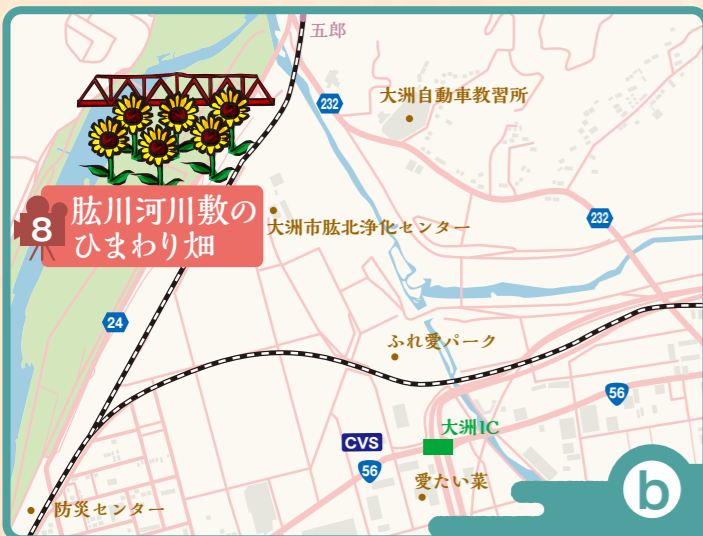 五郎
232
大洲自動車教習所
8
肱川河川敷の
ひまわり畑
大洲市肱北浄化センター
232
24
ふれ愛パーク
56
大洲IC
CVS
56
愛たい菜
防災センター
b